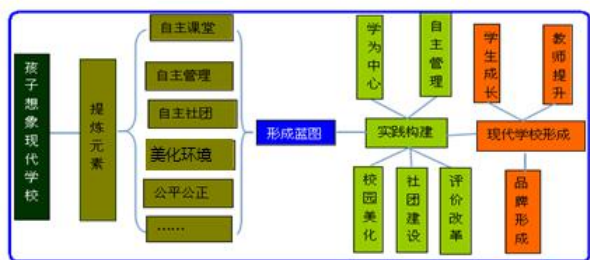 孩子想象现代学校
提炼元素
自主课堂
自主管理
自主社团
美化环境
公平公正
……
形成蓝图
学为中心
自主管理
实践构建
校园美化
社团建设
评价改革
学生成长
教师提升
现代学校形成
品牌形成